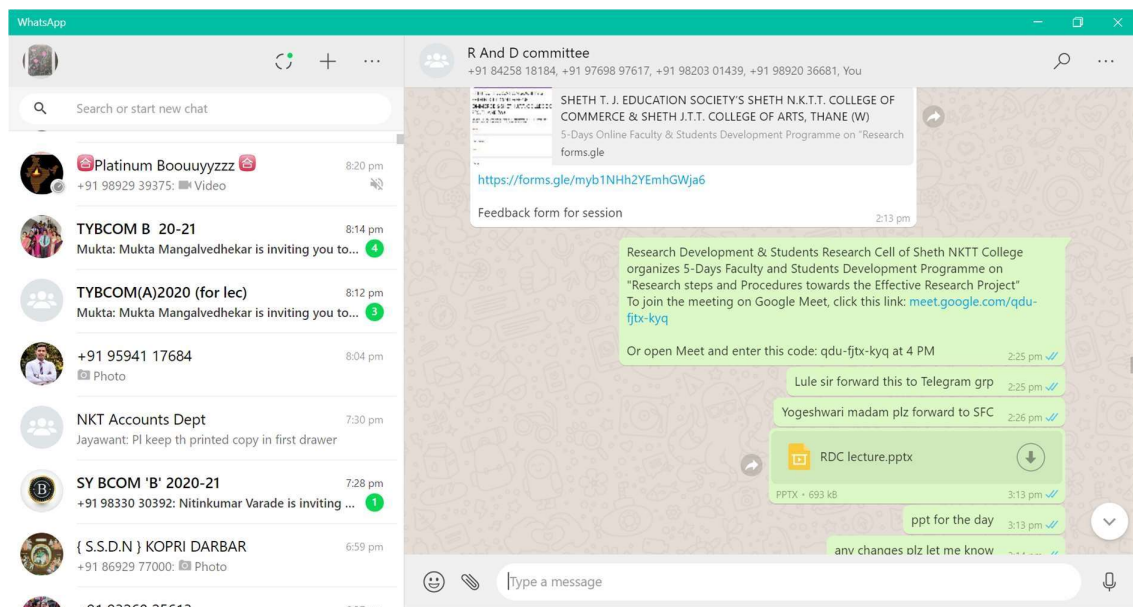 WhatsApp
Search or start new chat
Platinum Boouuyyzzz
8:20 pm
+91 98929 39375: Video
TYBCOM B 20-21
8:14 pm
Mukta: Mukta Mangalvedhekar is inviting you to...
4
TYBCOM(A)2020 (for lec)
8:12 pm
Mukta: Mukta Mangalvedhekar is inviting you to...
3
+91 95941 17684
8:04 pm
Photo
NKT Accounts Dept
7:30 pm
Jayawant: Pl keep th printed copy in first drawer
B
SY BCOM 'B' 2020-21
7:28 pm
+91 98330 30392: Nitinkumar Varade is inviting ...
1
{ S.S.D.N } KOPRI DARBAR
6:59 pm
+91 86929 77000: Photo
R And D committee
+91 84258 18184, +91 97698 97617, +91 98203 01439, +91 98920 36681, You
SHETH T. J. EDUCATION SOCIETY'S SHETH N.K.T.T. COLLEGE OF
COMMERCE & SHETH J.T.T. COLLEGE OF ARTS, THANE (W)
5-Days Online Faculty & Students Development Programme on "Research
forms.gle
https://forms.gle/myb1NHh2YEmhGWja6
Feedback form for session
2:13 pm
Research Development & Students Research Cell of Sheth NKTT College
organizes 5-Days Faculty and Students Development Programme on
"Research steps and Procedures towards the Effective Research Project"
To join the meeting on Google Meet, click this link: meet.google.com/qdu-
fjtx-kyq
Or open Meet and enter this code: qdu-fjtx-kyq at 4 PM
2:25 pm
Lule sir forward this to Telegram grp
2:25 pm
Yogeshwari madam plz forward to SFC
2:26 pm
RDC lecture.pptx
PPTX • 693 kB
3:13 pm
ppt for the day
3:13 pm
any changes plz let me know
Type a message